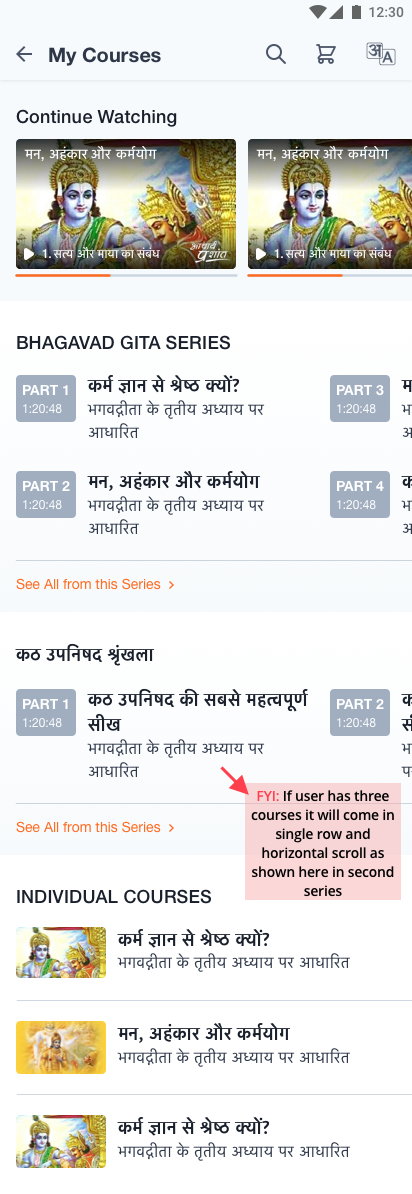 12:30
My Courses
अ A
Continue Watching
मन, अहंकार और कर्मयोग
1. सत्य और माया का संबंध
आचार्य प्रशांत
मन, अहंकार और कर्मयोग
1. सत्य और माया का संबंध
BHAGAVAD GITA SERIES
PART 1
1:20:48
कर्म ज्ञान से श्रेष्ठ क्यों?
भगवद्गीता के तृतीय अध्याय पर
आधारित
PART 3
1:20:48
PART 2
1:20:48
मन, अहंकार और कर्मयोग
भगवद्गीता के तृतीय अध्याय पर
आधारित
PART 4
1:20:48
See All from this Series
कठ उपनिषद श्रृंखला
PART 1
1:20:48
कठ उपनिषद की सबसे महत्वपूर्ण
सीख
भगवद्गीता के तृतीय अध्याय पर
आधारित
PART 2
1:20:48
See All from this Series
FYI: If user has three
courses it will come in
single row and
horizontal scroll as
shown here in second
series
INDIVIDUAL COURSES
कर्म ज्ञान से श्रेष्ठ क्यों?
भगवद्गीता के तृतीय अध्याय पर आधारित
मन, अहंकार और कर्मयोग
भगवद्गीता के तृतीय अध्याय पर आधारित
कर्म ज्ञान से श्रेष्ठ क्यों?
भगवद्गीता के तृतीय अध्याय पर आधारित